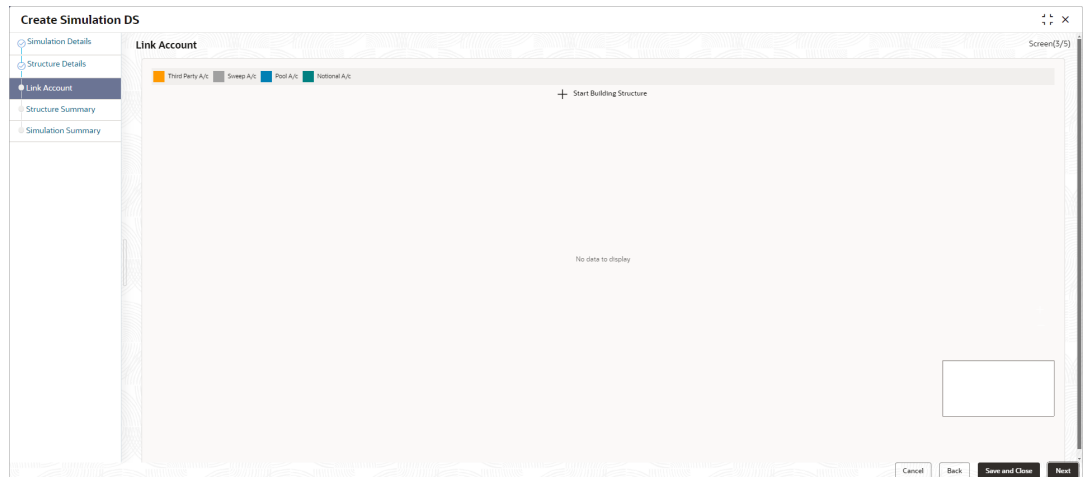 Create Simulation DS
Simulation Details
Structure Details
Link Account
Structure Summary
Simulation Summary
Link Account
Screen(3/5)
Third Party A/c Sweep A/c Pool A/c Notional A/c
Start Building Structure
No data to display
Cancel Back Save and Close Next